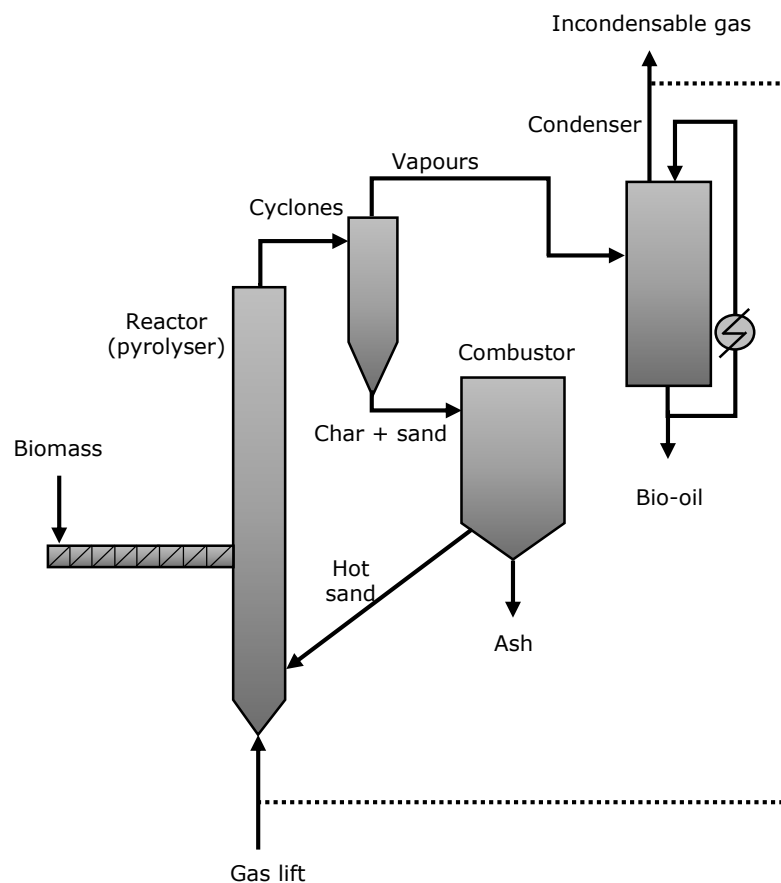 Incondensable gas
Condenser
Vapours
Cyclones
Reactor
(pyrolyser)
Combustor
Char + sand
Biomass
Bio-oil
Hot
sand
Ash
Gas lift